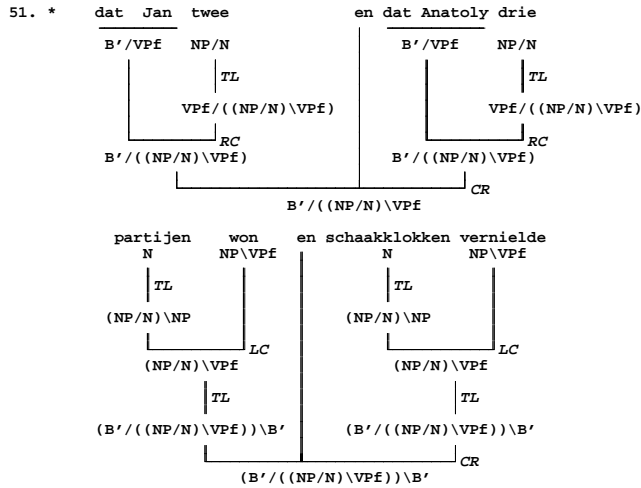 51. * dat Jan twee en dat Anatoly drie
B′/VPf NP/N B′/VPf NP/N
TL TL
VPf/((NP/N)\VPf) VPf/((NP/N)\VPf)
RC RC
B′/((NP/N)\VPf) B′/((NP/N)\VPf)
CR
B′/((NP/N)\VPf
partijen won en schaakklokken vernielde
N NP\VPf N NP\VPf
TL TL
(NP/N)\NP (NP/N)\NP
LC LC
(NP/N)\VPf (NP/N)\VPf
TL TL
(B′/((NP/N)\VPf))\B′ (B′/((NP/N)\VPf))\B′
CR
(B′/((NP/N)\VPf))\B′